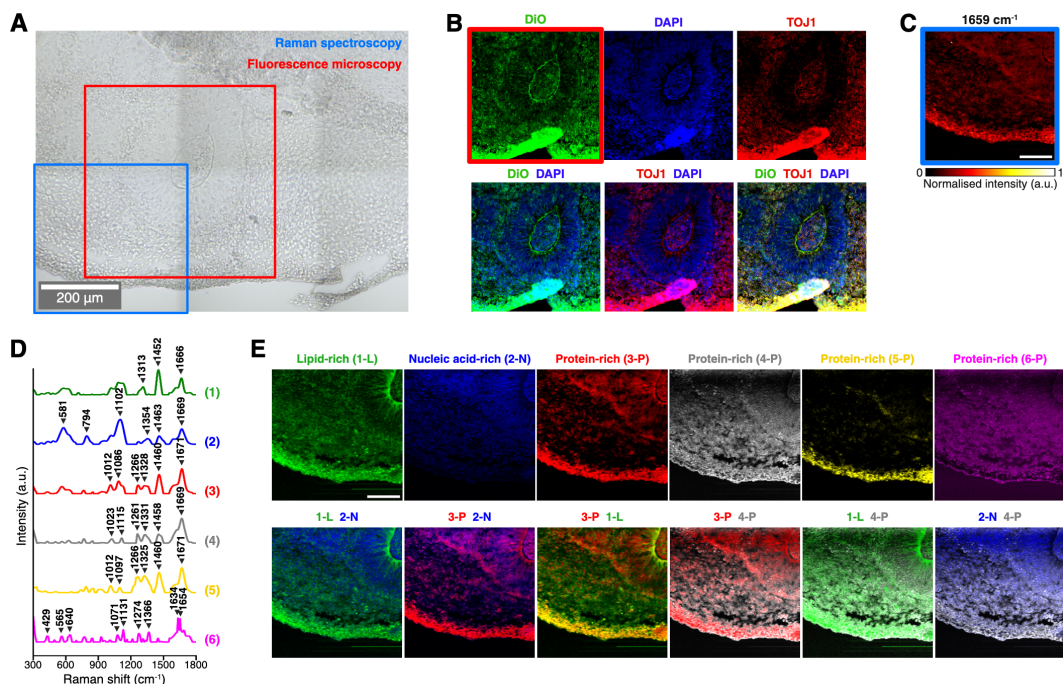 A
Raman spectroscopy
Fluorescence microscopy
200 µm
B
DiO
DAPI
TOJ1
DiO DAPI
TOJ1 DAPI
DiO TOJ1 DAPI
C
1659 cm⁻¹
0
1
Normalised intensity (a.u.)
D
Intensity (a.u.)
1313
1452
1666
(1)
581
794
1102
1354
1463
1669
(2)
1012
1086
1266
1328
1460
1671
(3)
1023
1115
1261
1331
1458
1669
(4)
1012
1097
1266
1325
1460
1671
(5)
429
565
640
1071
1131
1274
1366
1634
1654
(6)
300
600
900
1200
1500
1800
Raman shift (cm⁻¹)
E
Lipid-rich (1-L)
Nucleic acid-rich (2-N)
Protein-rich (3-P)
Protein-rich (4-P)
Protein-rich (5-P)
Protein-rich (6-P)
1-L 2-N
3-P 2-N
3-P 1-L
3-P 4-P
1-L 4-P
2-N 4-P